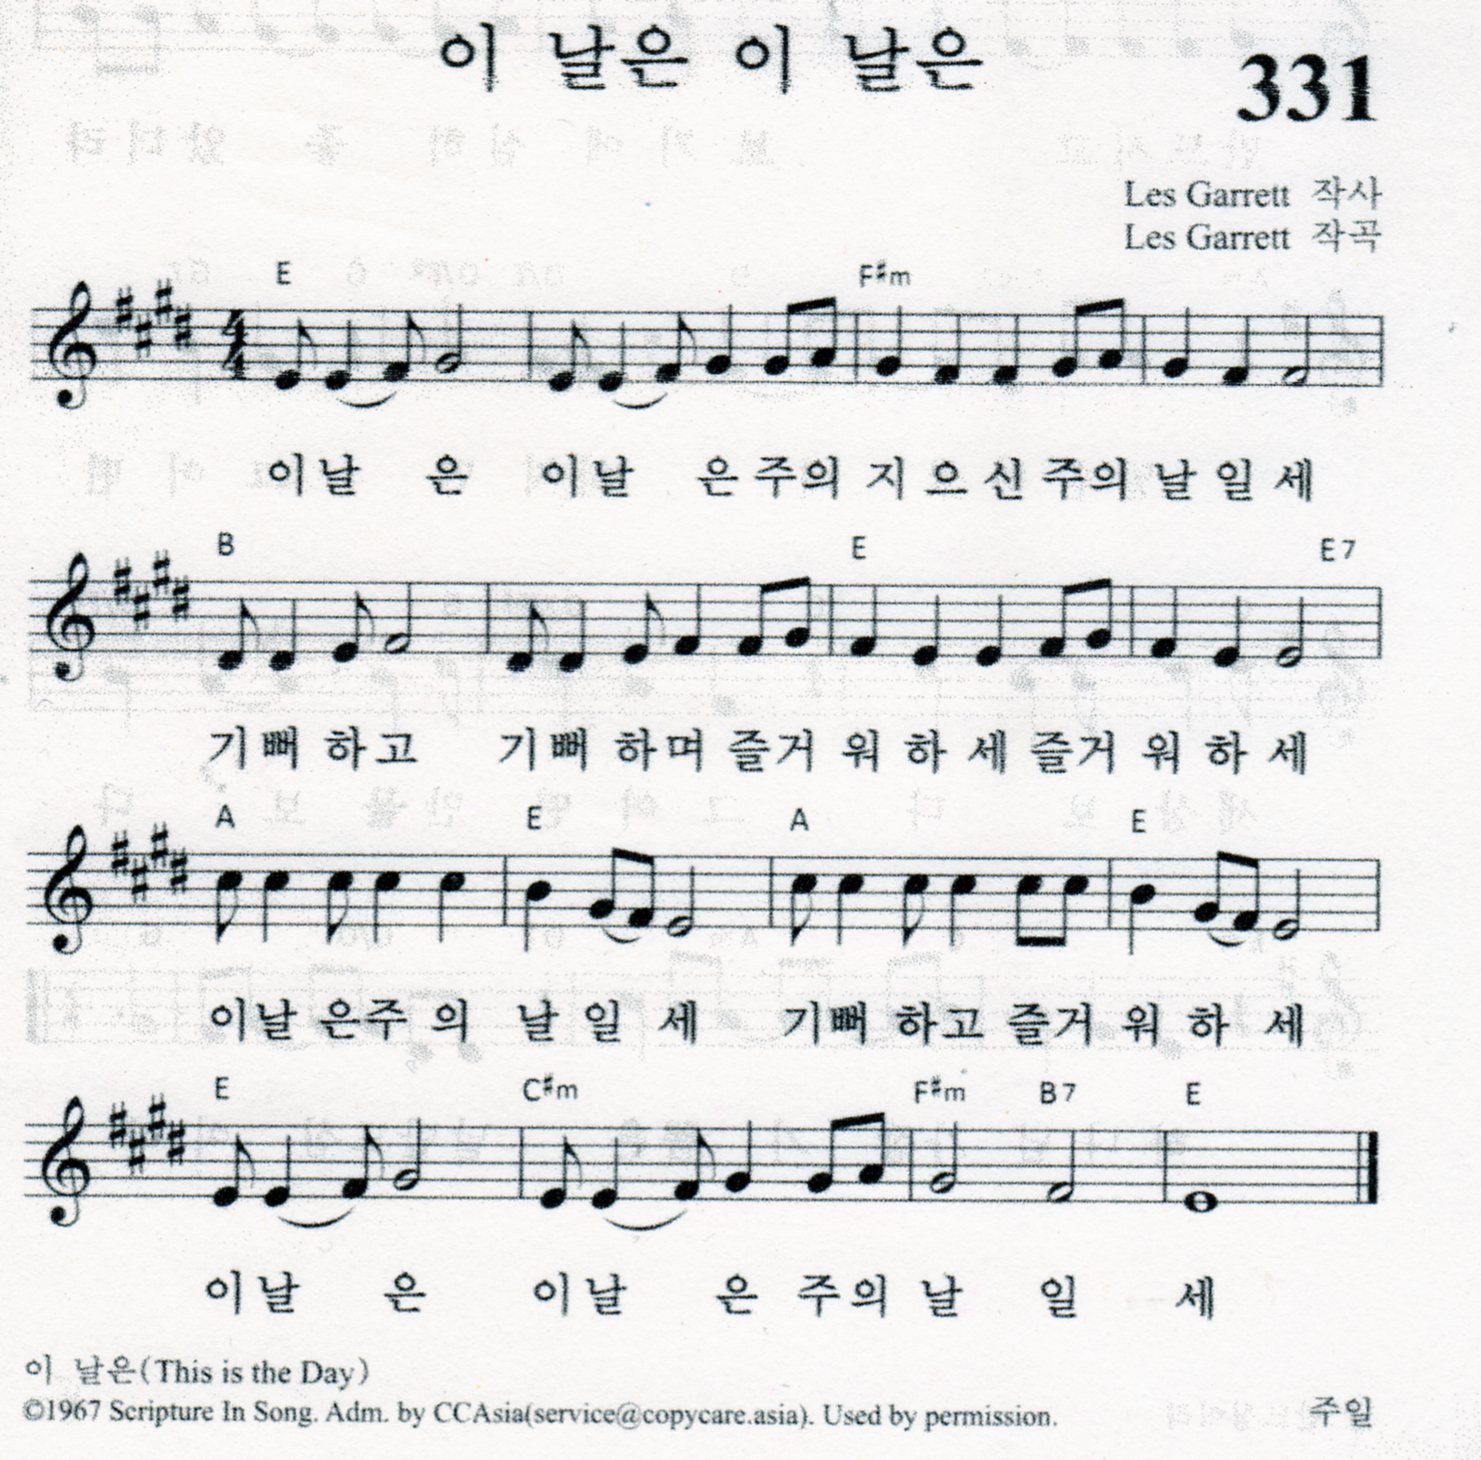 이 날은 이 날은
331
Les Garrett 작사
Les Garrett 작곡
E F#m
이날 은 이날 은주의 지으신주의 날일세
B E E7
기뻐하고 기뻐하며 즐거워하세 즐거워하세
A E A E
이날은주의 날일세 기뻐하고 즐거워하세
E C#m F#m B7 E
이날 은 이날 은 주의날 일 세
이 날은(This is the Day)
©1967 Scripture In Song. Adm. by CCAsia(service@copycare.asia). Used by permission.
주일